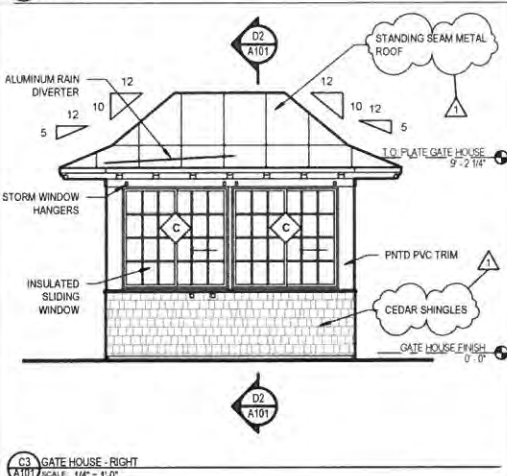 D2
A101
STANDING SEAM METAL
ROOF
ALUMINUM RAIN
DIVERTER
12
10
12
5
12
10
12
5
1
T.O. PLATE GATE HOUSE
9' - 2 1/4"
STORM WINDOW
HANGERS
C
C
INSULATED
SLIDING
WINDOW
PNTD PVC TRIM
1
CEDAR SHINGLES
GATE HOUSE FINISH
0' - 0"
D2
A101
C3
A101
GATE HOUSE - RIGHT
SCALE: 1/4" = 1'-0"